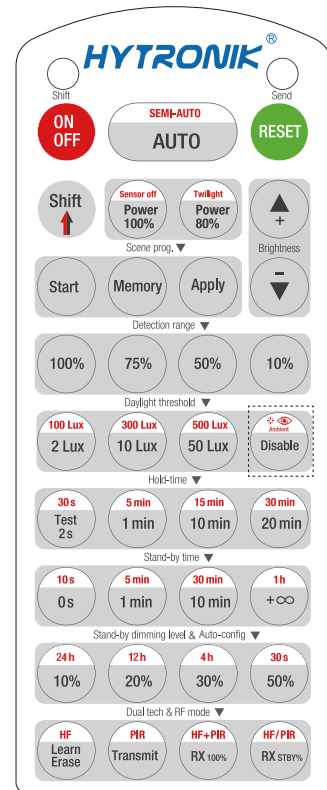 HYTRONIK®
Shift
Send
ON
OFF
SEMI-AUTO
AUTO
RESET
Shift
Sensor off
Power
100%
Twilight
Power
80%
+
Brightness
-
Scene prog. ▼
Start
Memory
Apply
Detection range ▼
100%
75%
50%
10%
Daylight threshold ▼
100 Lux
2 Lux
300 Lux
10 Lux
500 Lux
50 Lux
Ambient
Disable
Hold-time ▼
30 s
Test
2 s
5 min
1 min
15 min
10 min
30 min
20 min
Stand-by time ▼
10 s
0 s
5 min
1 min
30 min
10 min
1 h
+∞
Stand-by dimming level & Auto-config ▼
24 h
10%
12 h
20%
4 h
30%
30 s
50%
Dual tech & RF mode ▼
HF
Learn
Erase
PIR
Transmit
HF+PIR
RX 100%
HF/PIR
RX STBY%